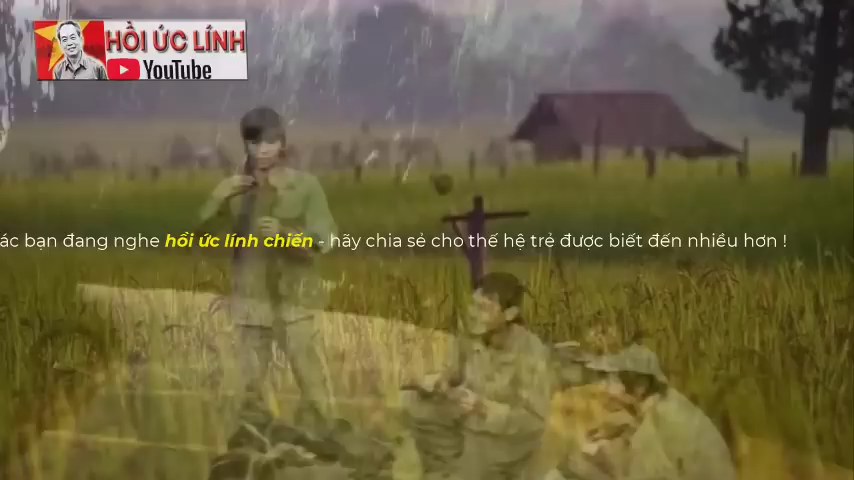 HỒI ỨC LÍNH
YouTube
ác bạn đang nghe hồi ức lính chiến - hãy chia sẻ cho thế hệ trẻ được biết đến nhiều hơn !